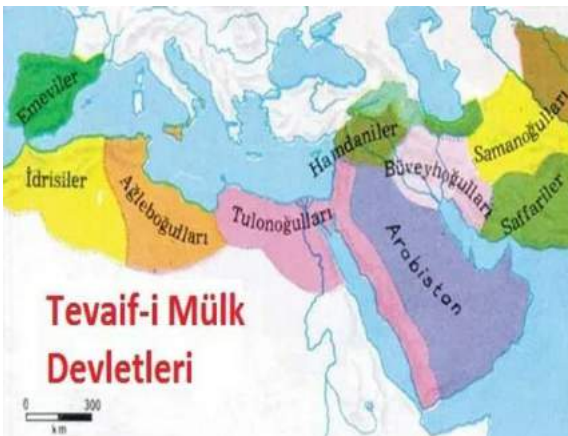 Emeviler
İdrisiler
Ağleboğulları
Tulonoğulları
Hamdaniler
Büveyhoğulları
Samanoğulları
Saffariler
Arabistan
Tevaif-i Mülk
Devletleri
0 300
km